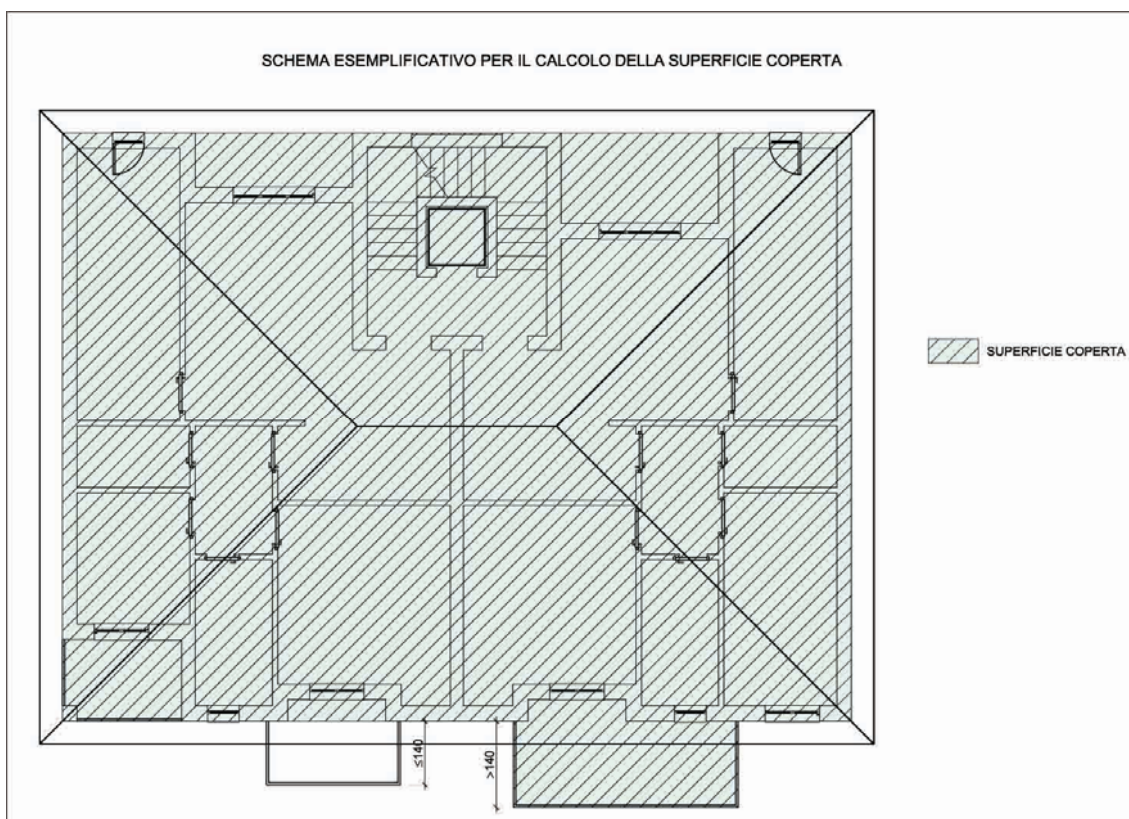 SCHEMA ESEMPLIFICATIVO PER IL CALCOLO DELLA SUPERFICIE COPERTA
SUPERFICIE COPERTA
≤140
>140